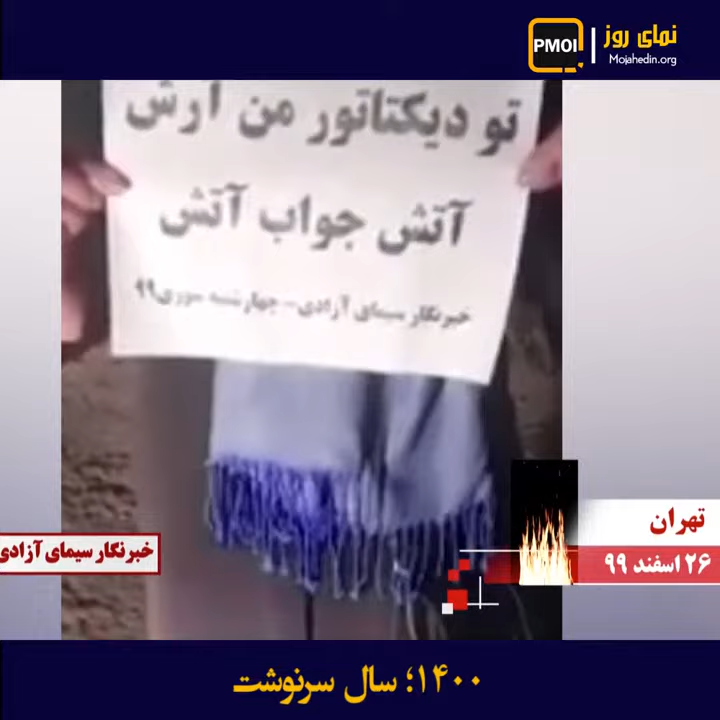 نمای روز
PMOI
Mojahedin.org
تو دیکتاتور من آرش
آتش جواب آتش
خبرنگار سیمای آزادی - چهارشنبه سوری ۹۹
تهران
۲۶ اسفند ۹۹
خبرنگار سیمای آزادی
۱۴۰۰؛ سال سرنوشت